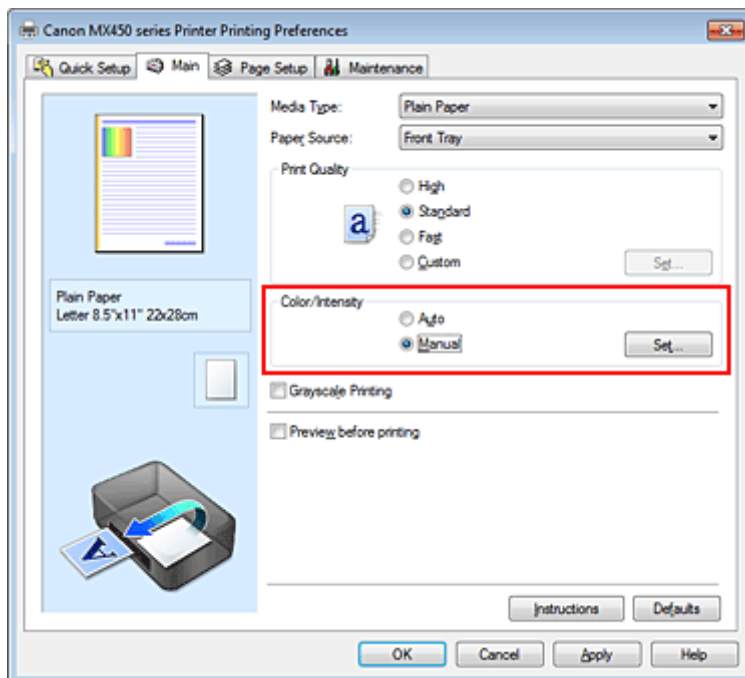 Canon MX450 series Printer Printing Preferences
Quick Setup Main Page Setup Maintenance
Media Type: Plain Paper
Paper Source: Front Tray
Print Quality
High
a Standard
Fast
Custom Set...
Plain Paper
Letter 8.5"x11" 22x28cm
Color/Intensity
Auto
Manual Set...
Grayscale Printing
Preview before printing
A
Instructions Defaults
OK Cancel Apply Help